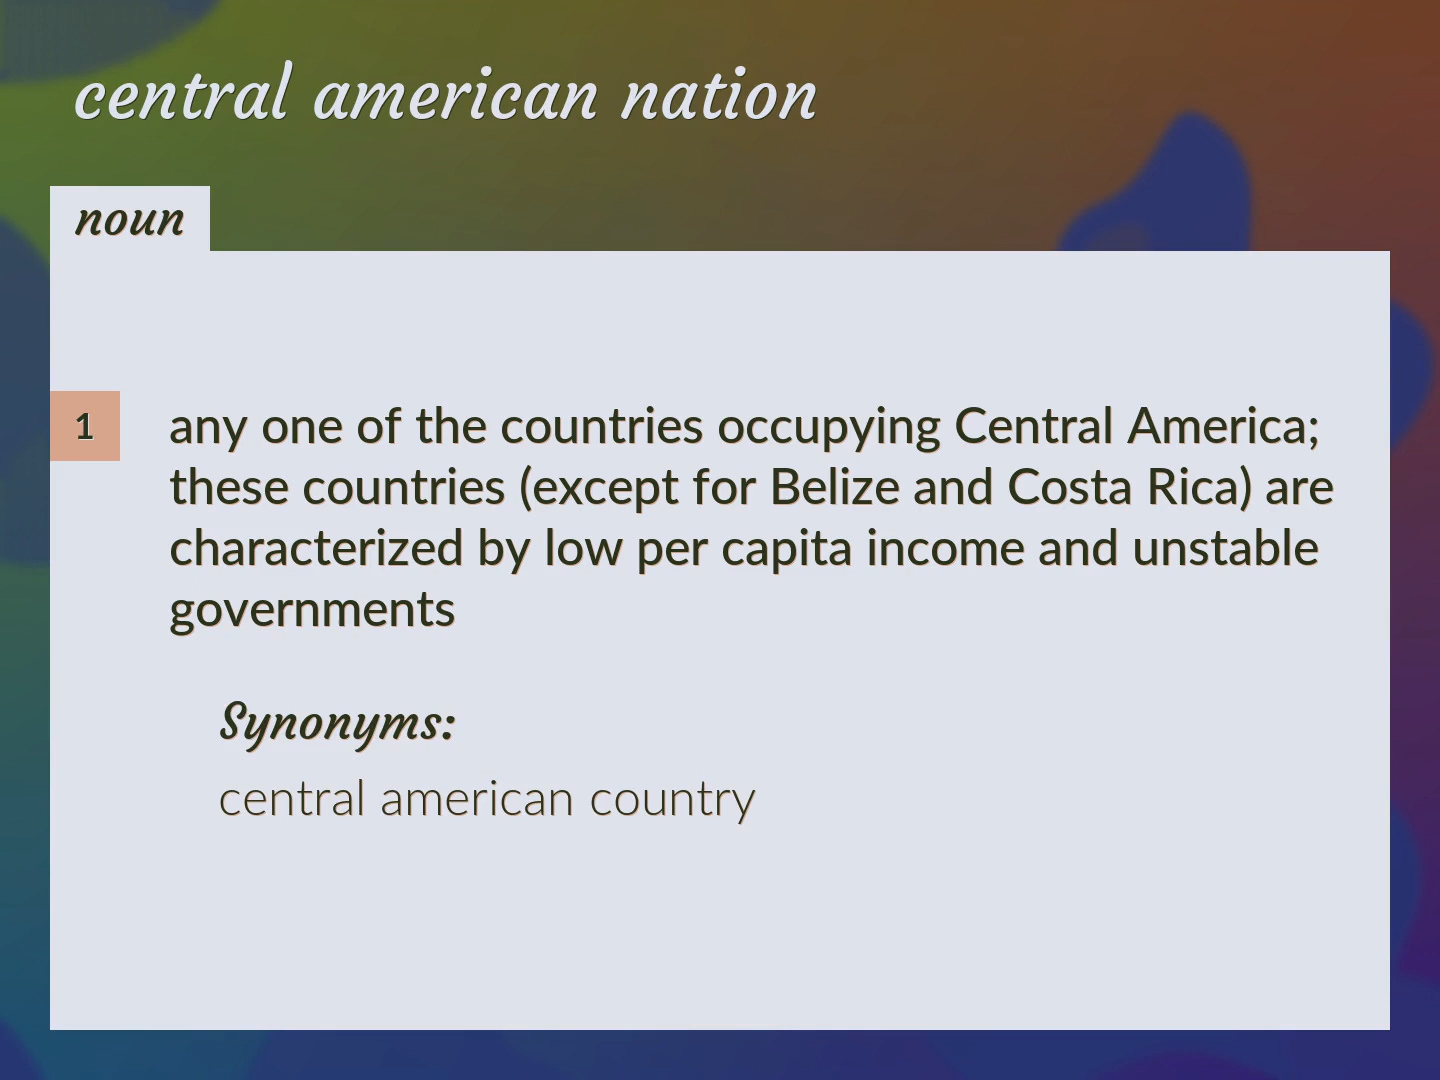 central american nation
noun
1
any one of the countries occupying Central America;
these countries (except for Belize and Costa Rica) are
characterized by low per capita income and unstable
governments
Synonyms:
central american country